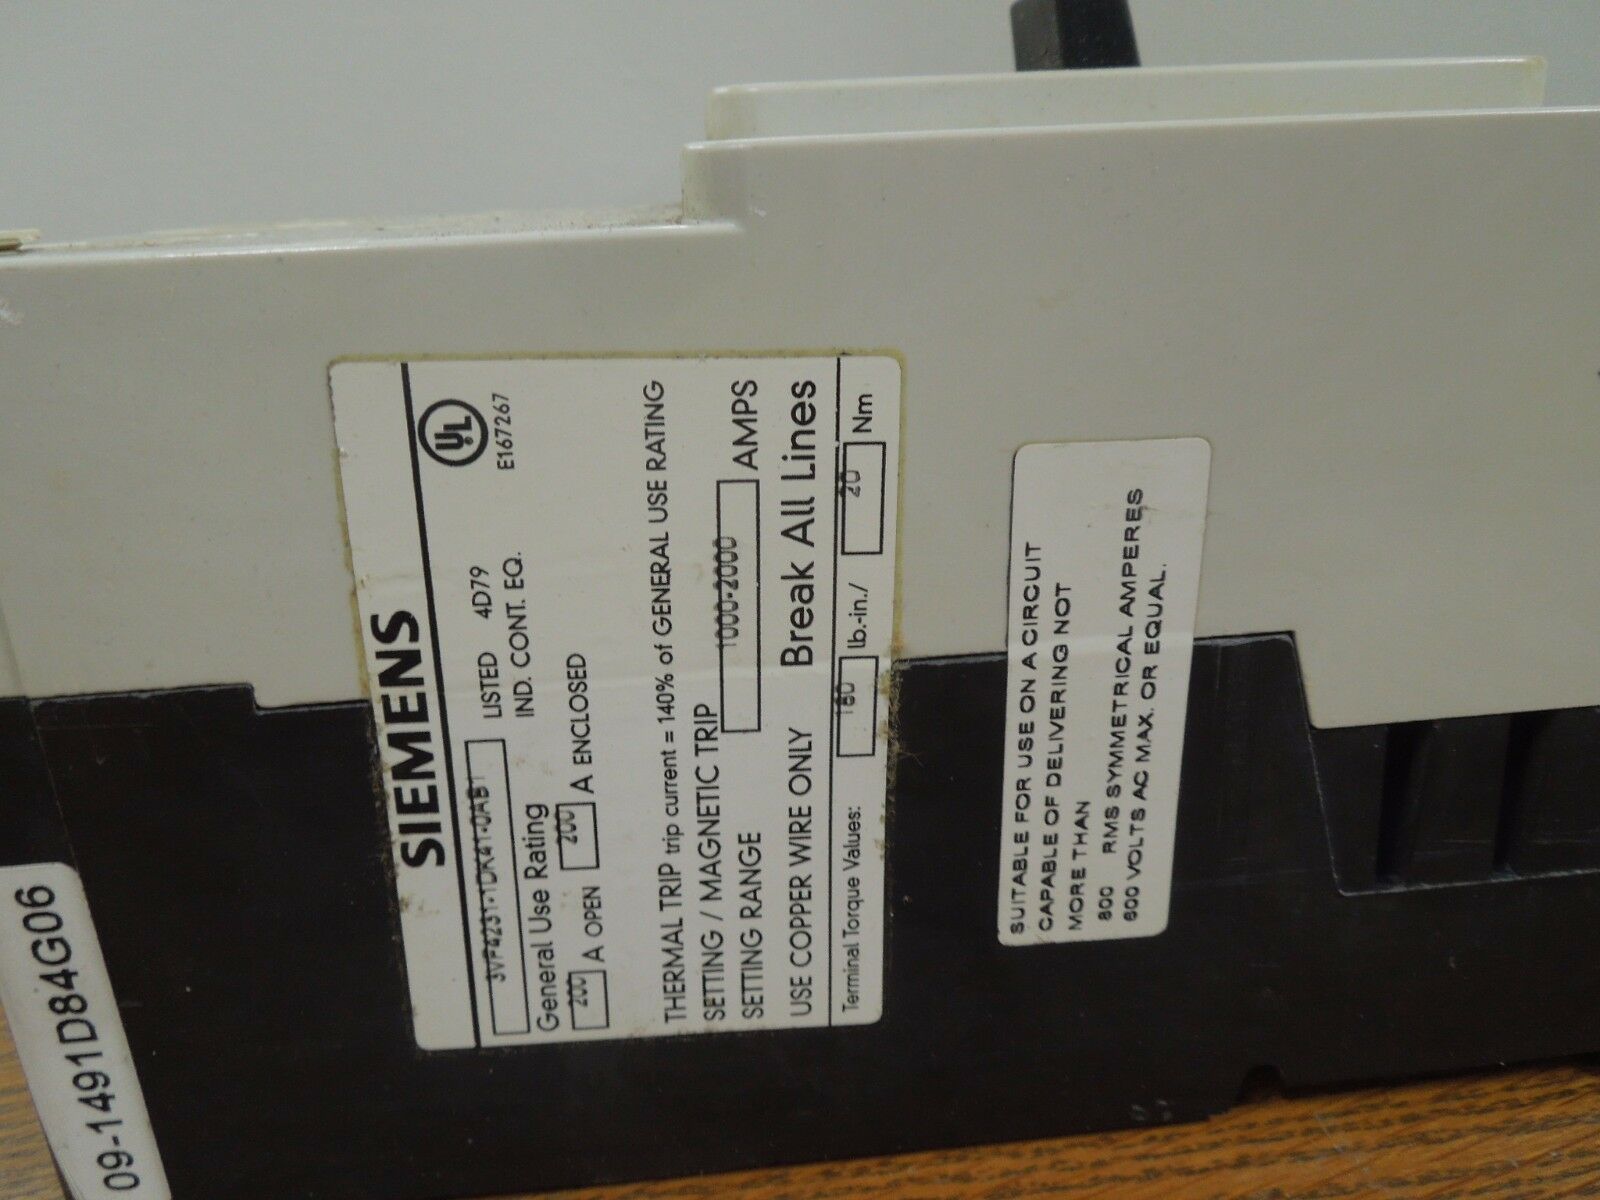 SIEMENS
UL
LISTED 4D79
IND. CONT. EQ. E167267
General Use Rating
200 A OPEN 200 A ENCLOSED
THERMAL TRIP trip current = 140% of GENERAL USE RATING
SETTING / MAGNETIC TRIP
SETTING RANGE 1000-2000 AMPS
USE COPPER WIRE ONLY Break All Lines
Terminal Torque Values: 180 lb.-in./ 20 Nm
SUITABLE FOR USE ON A CIRCUIT
CAPABLE OF DELIVERING NOT
MORE THAN
800 RMS SYMMETRICAL AMPERES
600 VOLTS AC MAX. OR EQUAL.
09-1491D84G06